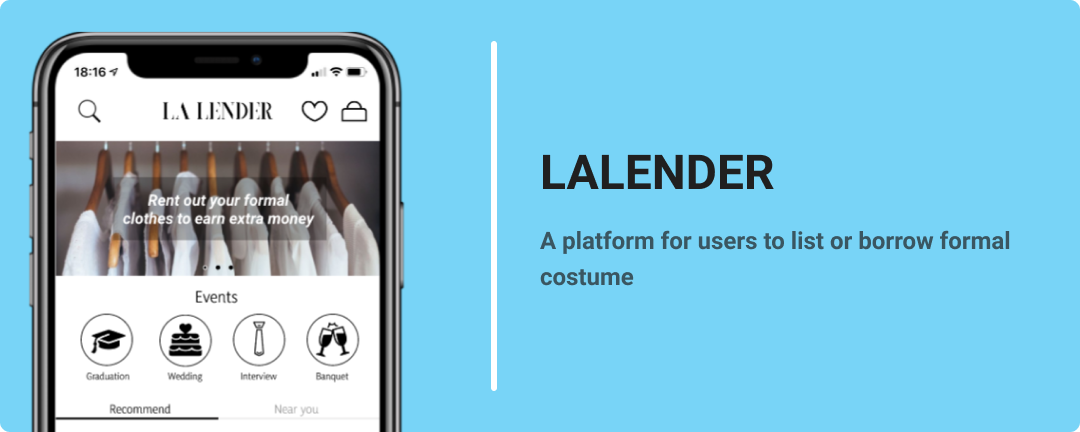 18:16
LA LENDER
Rent out your formal
clothes to earn extra money
Events
Graduation
Wedding
Interview
Banquet
Recommend
Near you
LALENDER
A platform for users to list or borrow formal
costume